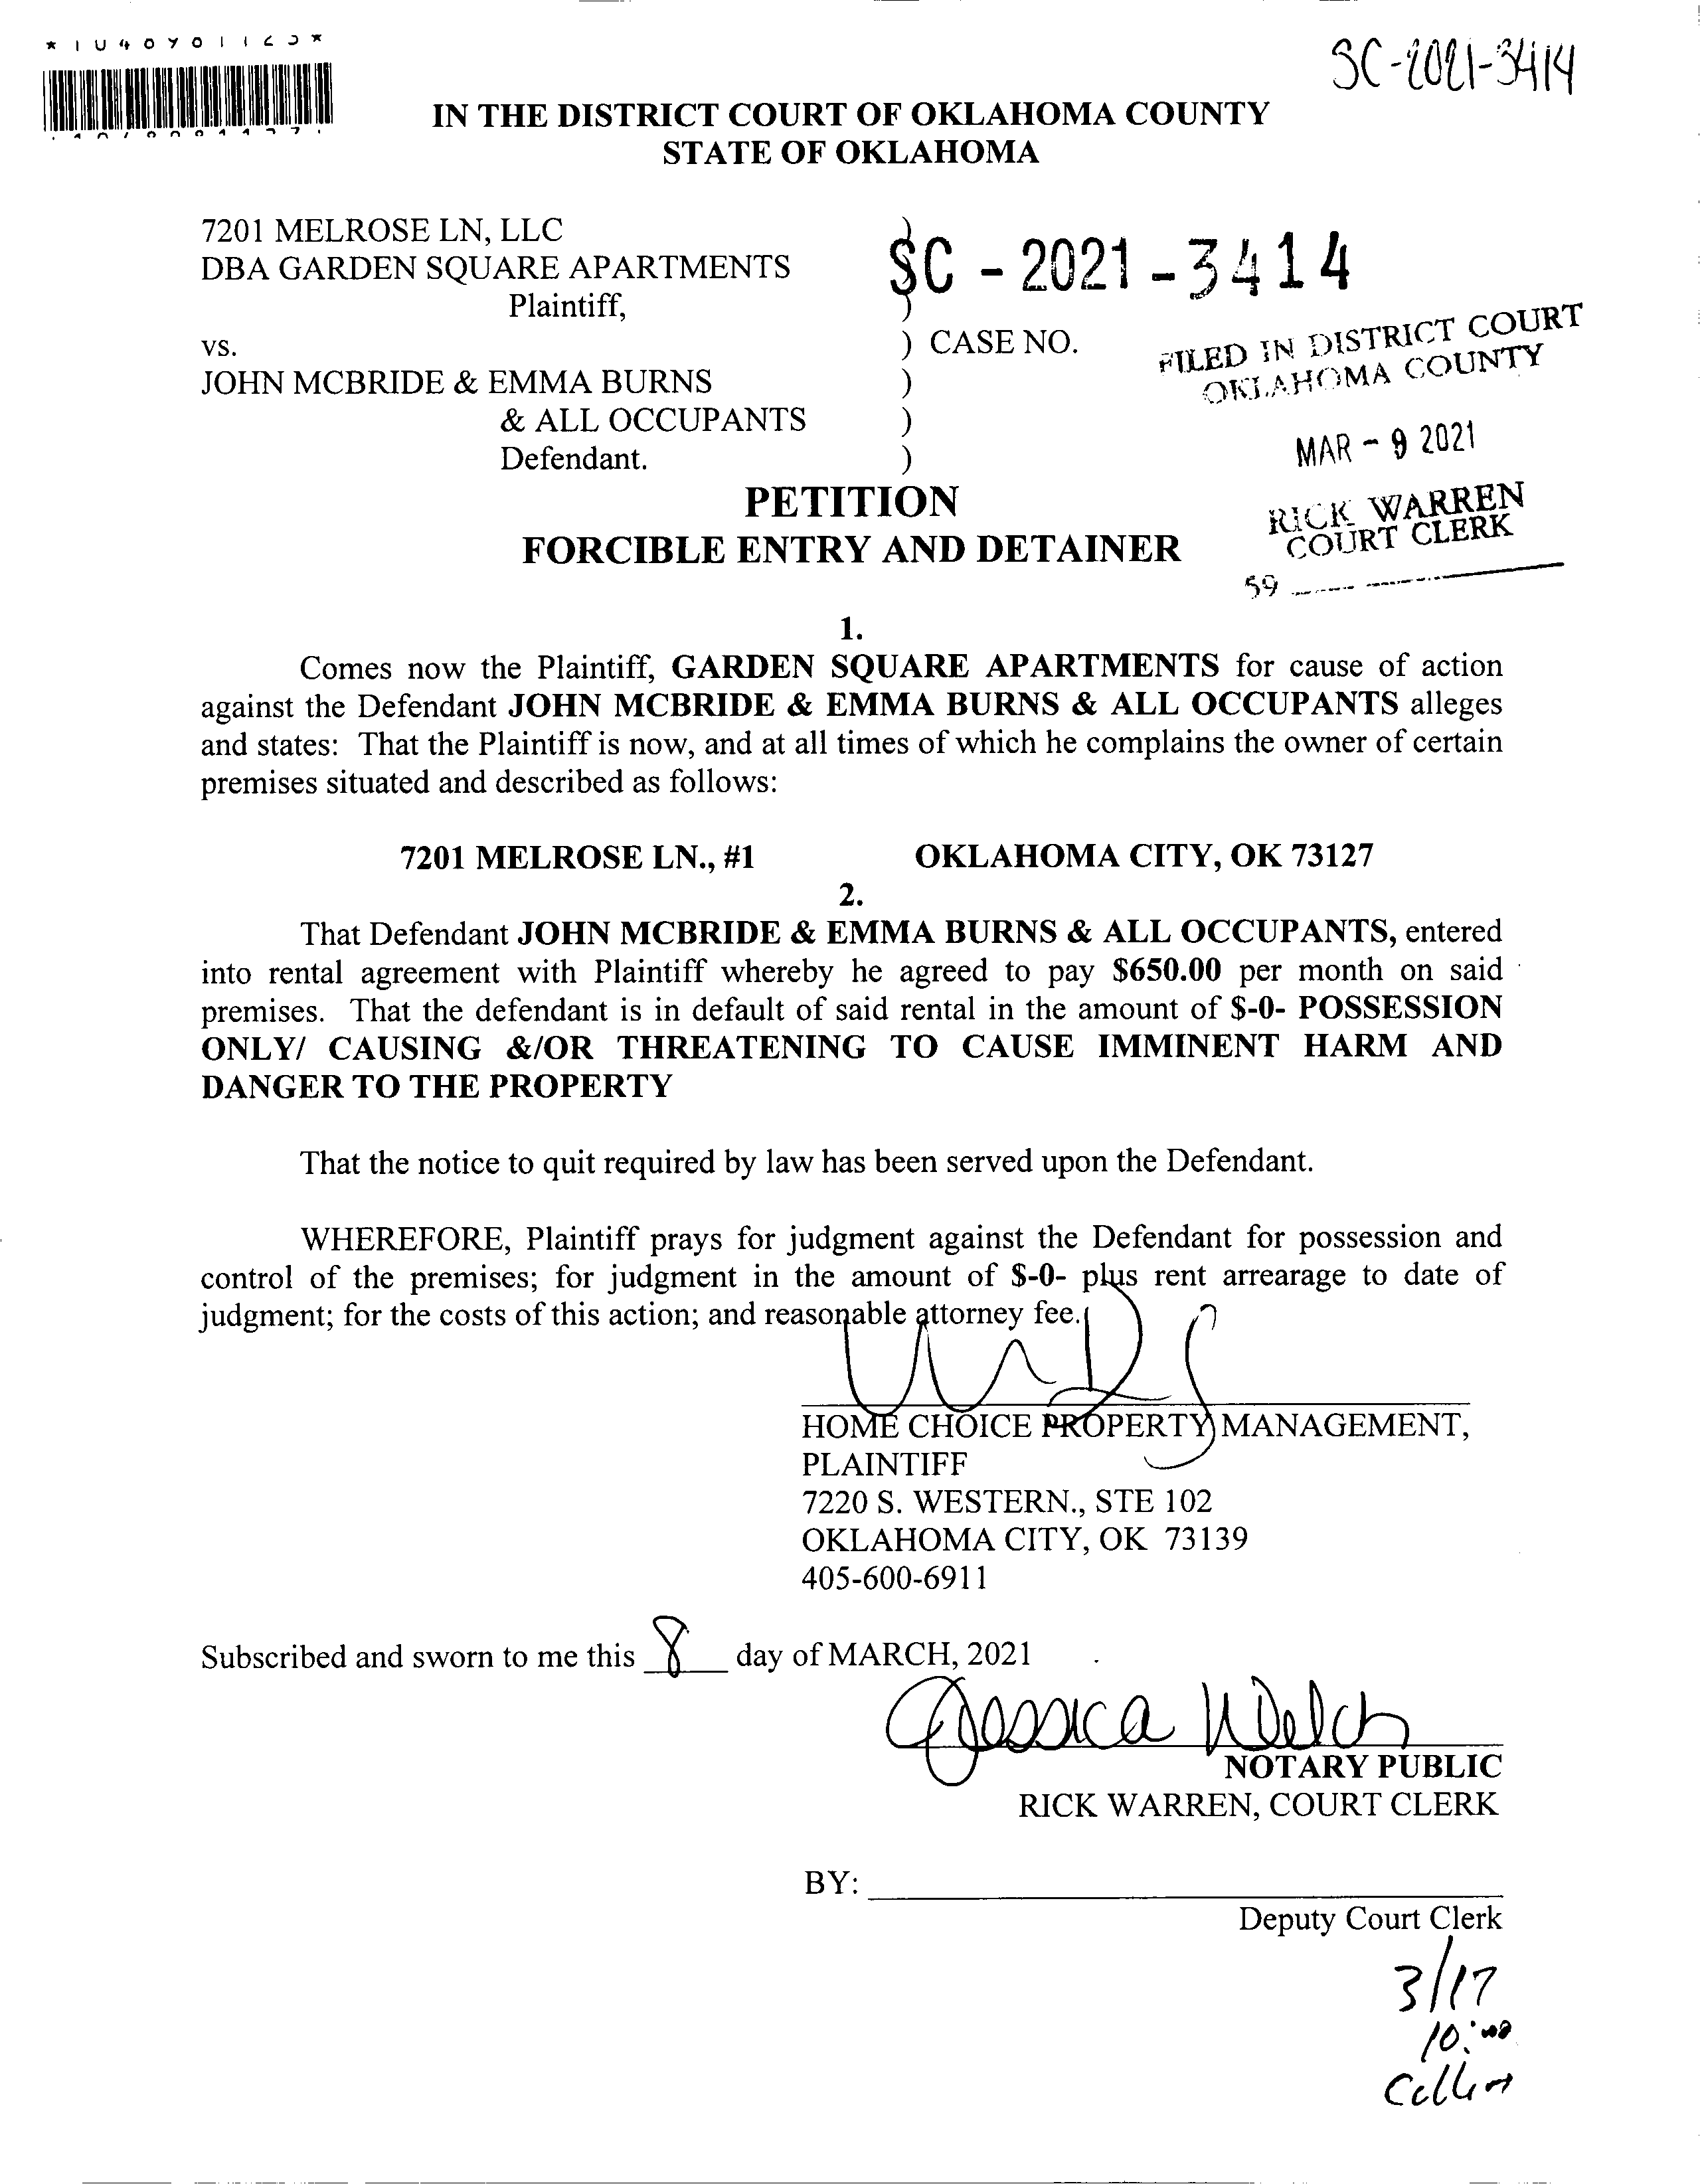 SC-2021-3414
IN THE DISTRICT COURT OF OKLAHOMA COUNTY
STATE OF OKLAHOMA
7201 MELROSE LN, LLC
DBA GARDEN SQUARE APARTMENTS
Plaintiff,
vs.
JOHN MCBRIDE & EMMA BURNS
& ALL OCCUPANTS
Defendant.
)
)
)
)
)
)
SC - 2021 - 3414
CASE NO.
FILED IN DISTRICT COURT
OKLAHOMA COUNTY
MAR - 9 2021
RICK WARREN
COURT CLERK
59
PETITION
FORCIBLE ENTRY AND DETAINER
1.
Comes now the Plaintiff, GARDEN SQUARE APARTMENTS for cause of action
against the Defendant JOHN MCBRIDE & EMMA BURNS & ALL OCCUPANTS alleges
and states: That the Plaintiff is now, and at all times of which he complains the owner of certain
premises situated and described as follows:
7201 MELROSE LN., #1 OKLAHOMA CITY, OK 73127
2.
That Defendant JOHN MCBRIDE & EMMA BURNS & ALL OCCUPANTS, entered
into rental agreement with Plaintiff whereby he agreed to pay $650.00 per month on said
premises. That the defendant is in default of said rental in the amount of $-0- POSSESSION
ONLY/ CAUSING &/OR THREATENING TO CAUSE IMMINENT HARM AND
DANGER TO THE PROPERTY
That the notice to quit required by law has been served upon the Defendant.
WHEREFORE, Plaintiff prays for judgment against the Defendant for possession and
control of the premises; for judgment in the amount of $-0- plus rent arrearage to date of
judgment; for the costs of this action; and reasonable attorney fee.
HOME CHOICE PROPERTY MANAGEMENT,
PLAINTIFF
7220 S. WESTERN., STE 102
OKLAHOMA CITY, OK 73139
405-600-6911
Subscribed and sworn to me this 8 day of MARCH, 2021
Jessica Welch
NOTARY PUBLIC
RICK WARREN, COURT CLERK
BY:
Deputy Court Clerk
3/17
10:00